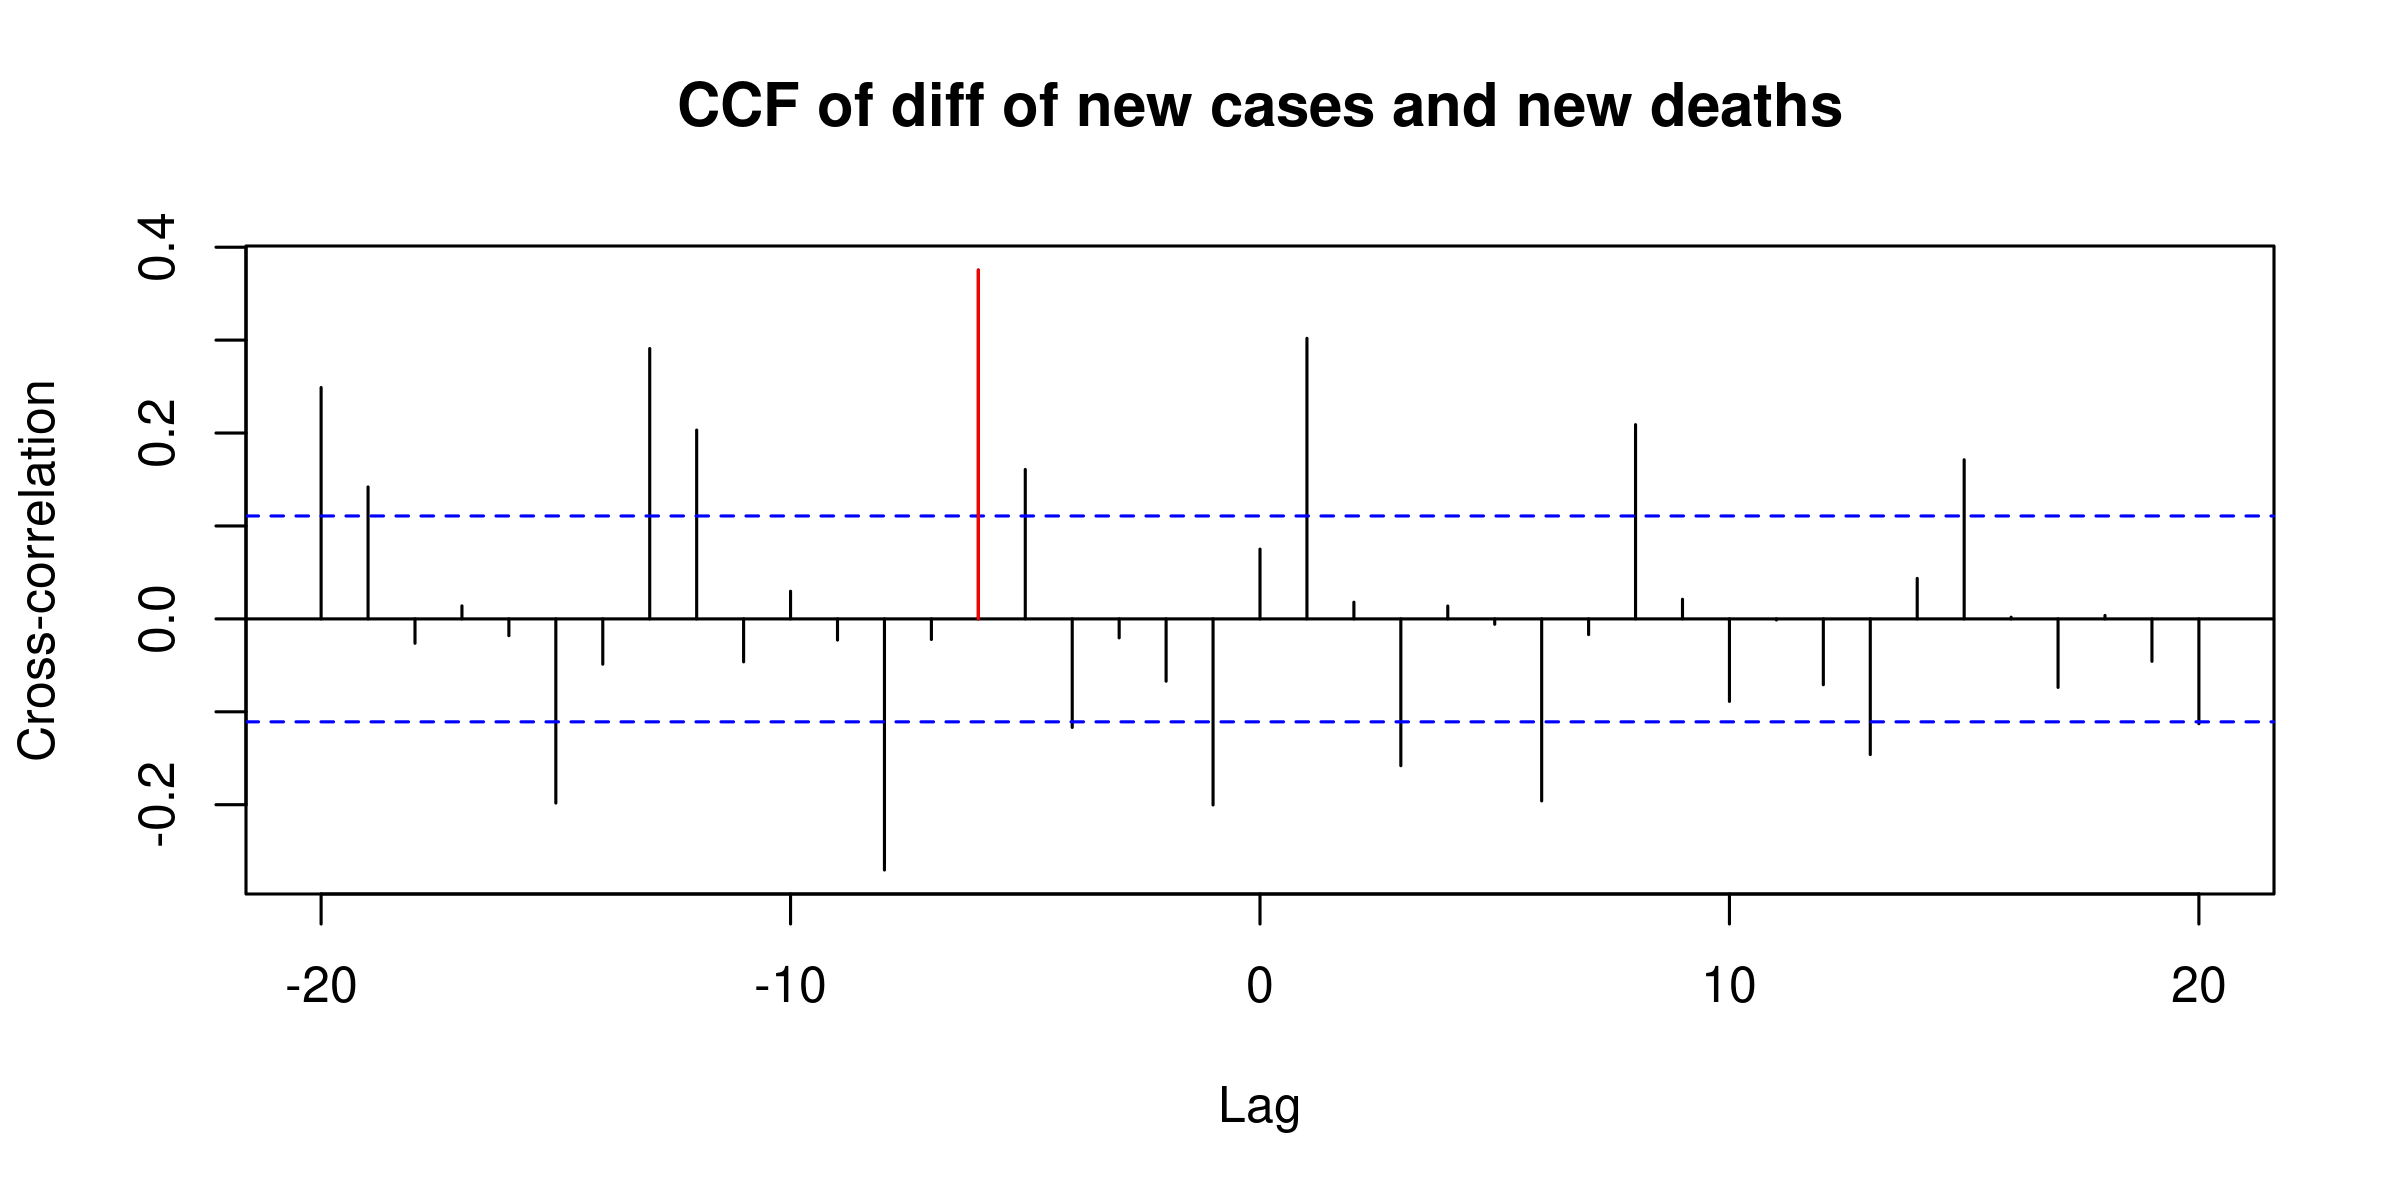 CCF of diff of new cases and new deaths
Cross-correlation
0.4
0.2
0.0
-0.2
-20 -10 0 10 20
Lag